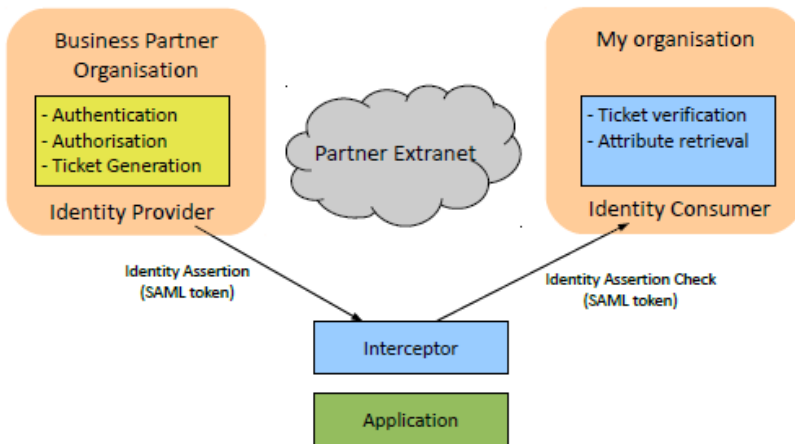 Business Partner
Organisation
- Authentication
- Authorisation
- Ticket Generation
Identity Provider
Partner Extranet
My organisation
- Ticket verification
- Attribute retrieval
Identity Consumer
Identity Assertion
(SAML token)
Identity Assertion Check
(SAML token)
Interceptor
Application